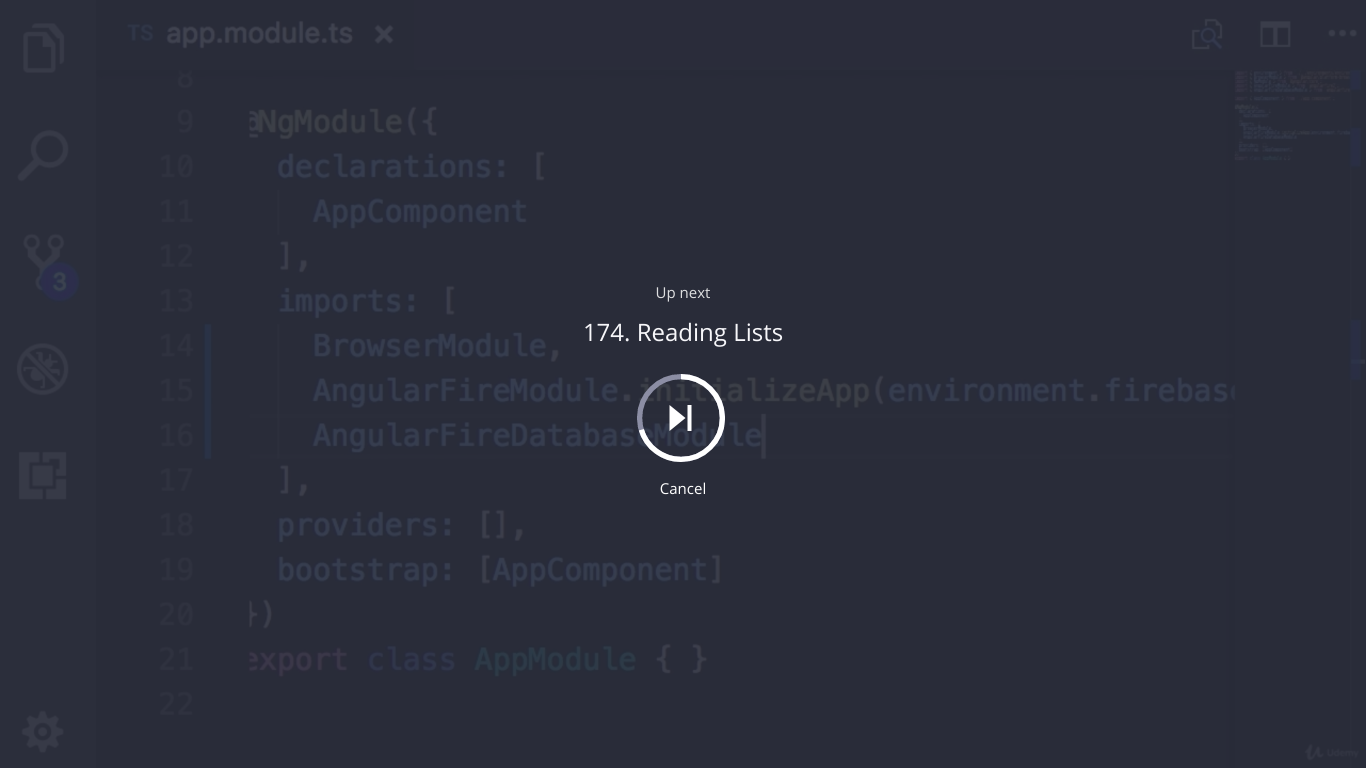 TS app.module.ts
8
9 @NgModule({
10 declarations: [
11 AppComponent
12 ],
3
13 imports: [
Up next
174. Reading Lists
14 BrowserModule,
15 AngularFireModule.initializeApp(environment.firebase
16 AngularFireDatabaseModule
17 ],
Cancel
18 providers: [],
19 bootstrap: [AppComponent]
20 })
21 export class AppModule { }
22
Udemy